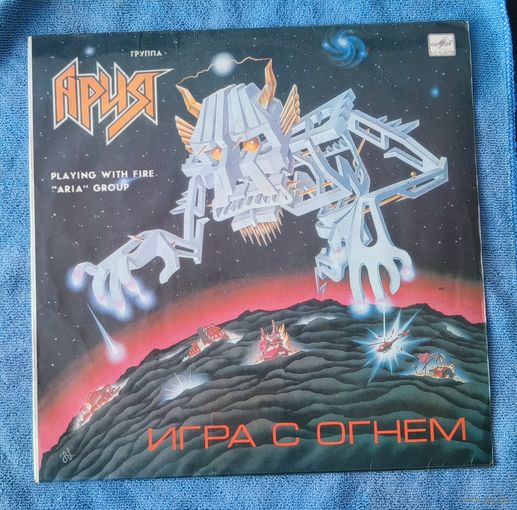 ГРУППА
АРИЯ
PLAYING WITH FIRE
"ARIA" GROUP
ИГРА С ОГНЕМ